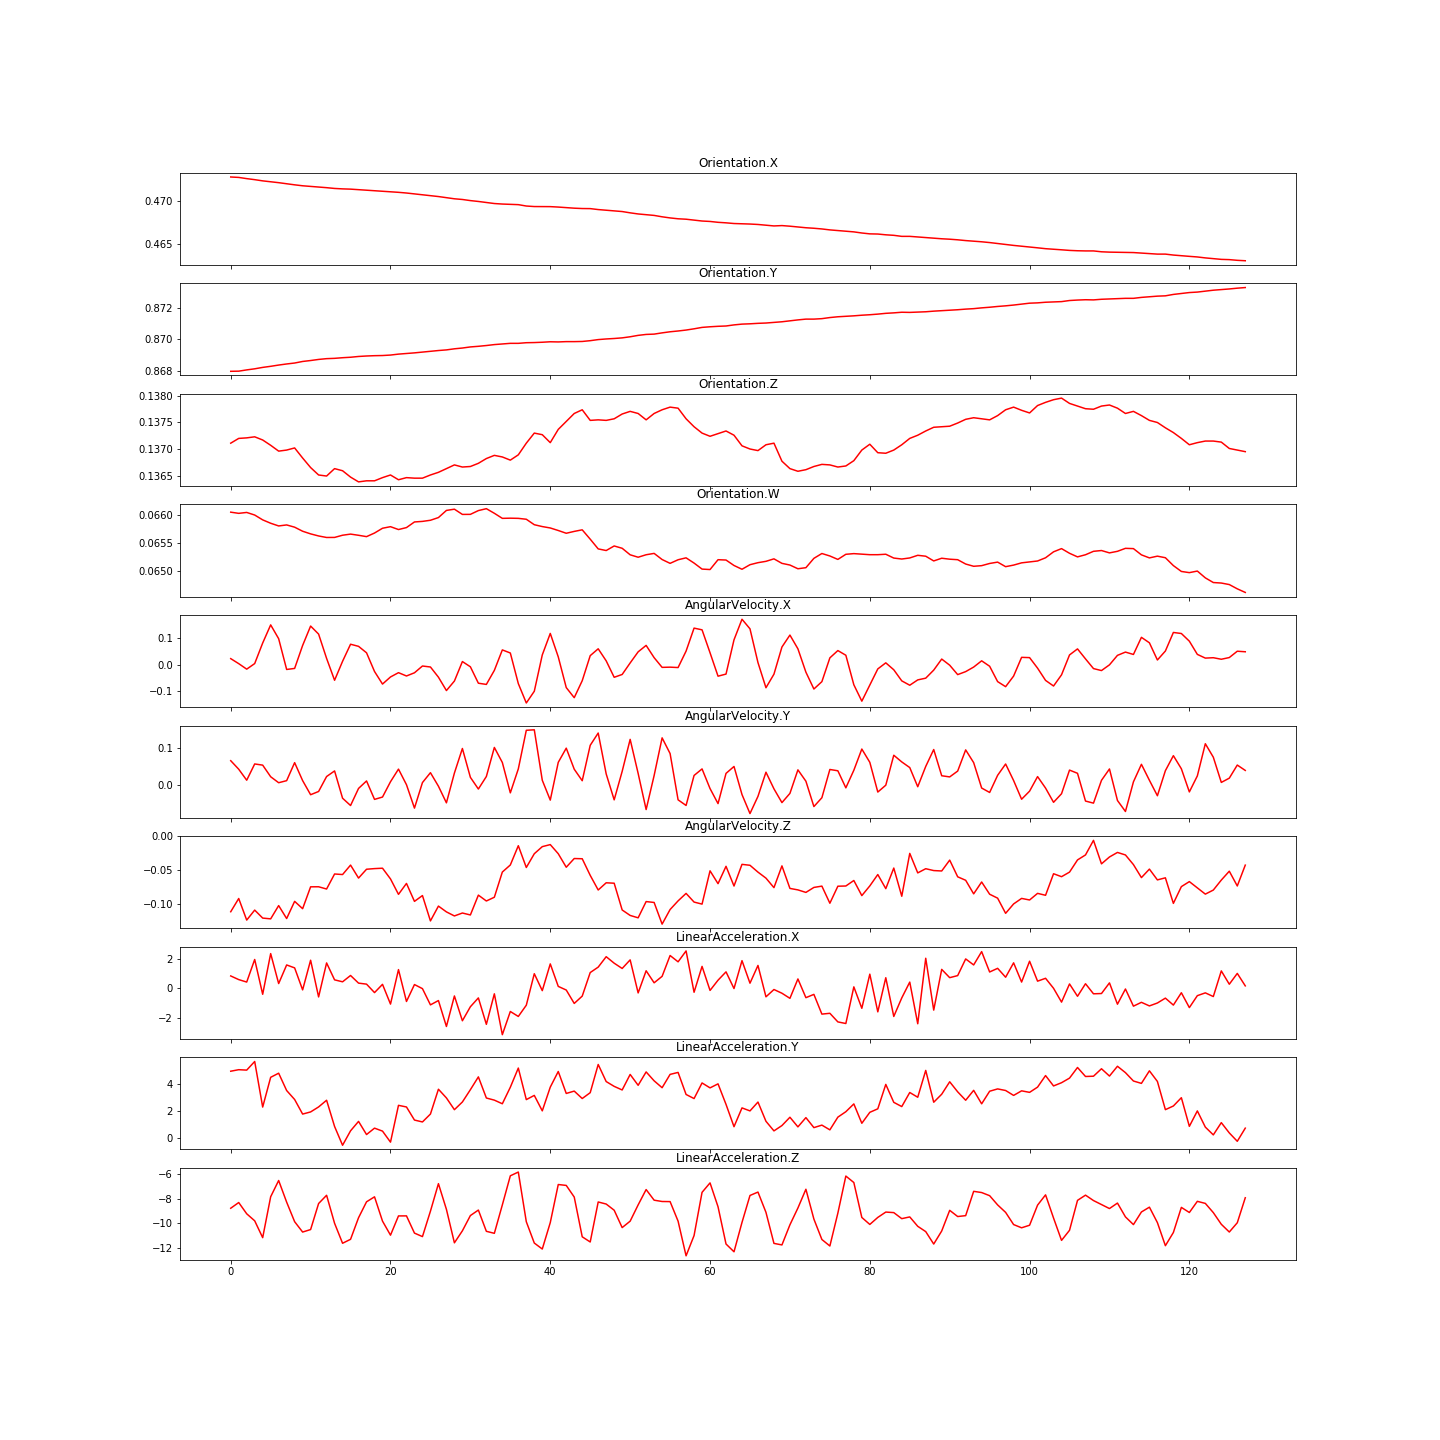 Orientation.X
0.470
0.465
Orientation.Y
0.872
0.870
0.868
Orientation.Z
0.1380
0.1375
0.1370
0.1365
Orientation.W
0.0660
0.0655
0.0650
AngularVelocity.X
0.1
0.0
−0.1
AngularVelocity.Y
0.1
0.0
AngularVelocity.Z
0.00
−0.05
−0.10
LinearAcceleration.X
2
0
−2
LinearAcceleration.Y
4
2
0
LinearAcceleration.Z
−6
−8
−10
−12
0 20 40 60 80 100 120